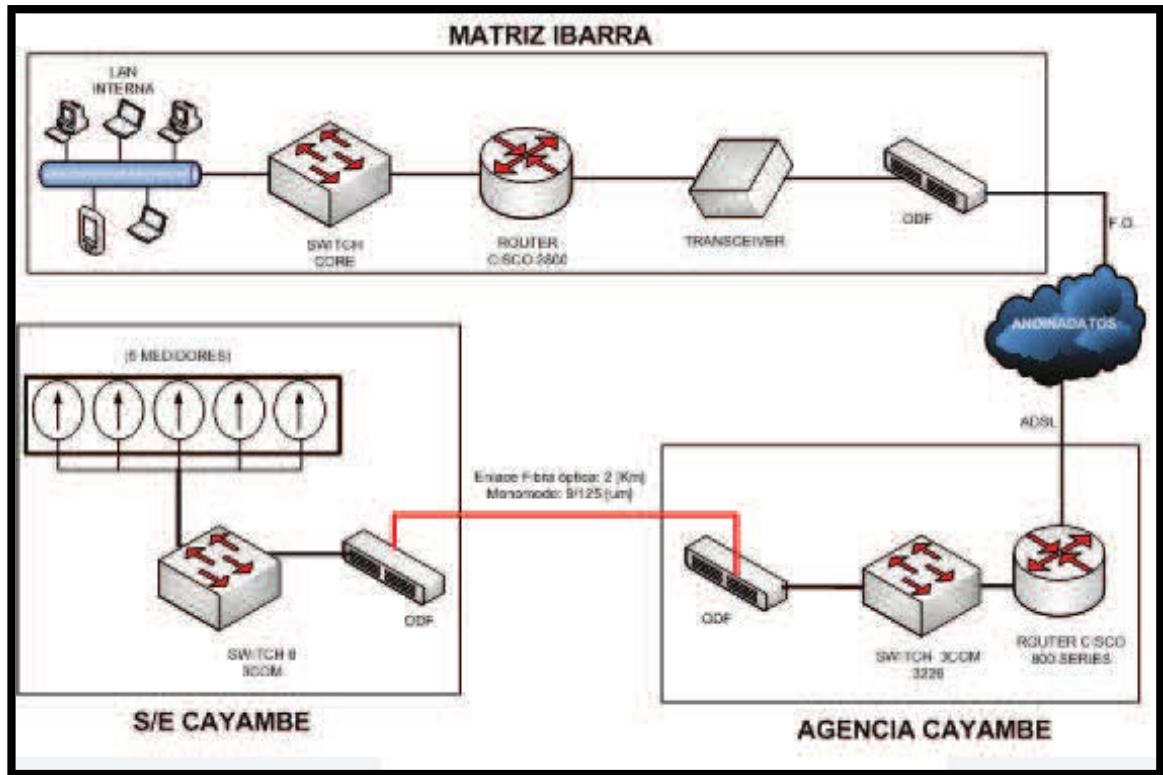 MATRIZ IBARRA
LAN
INTERNA
SWITCH
CORE
ROUTER
CISCO 2800
TRANSCEIVER
ODF
F.O.
ANDINADATOS
ADSL
MEDIDORES)
Enlace Fibra óptica: 2 [Km]
Monomodo: 9/125 [um]
ODF
SWITCH 8
3COM
ODF
SWITCH 3COM
3226
ROUTER CISCO
800 SERIES
S/E CAYAMBE
AGENCIA CAYAMBE